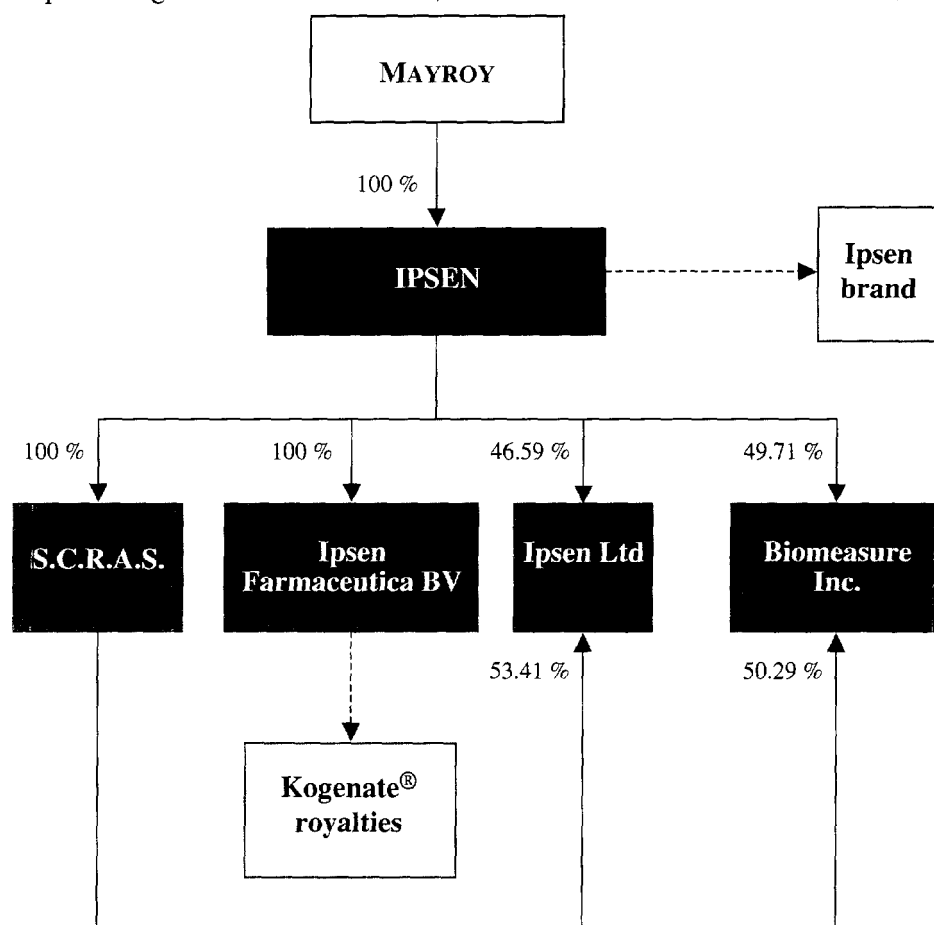 MAYROY
100 %
IPSEN
Ipsen
brand
100 %
100 %
46.59 %
49.71 %
S.C.R.A.S.
Ipsen
Farmaceutica BV
Ipsen Ltd
Biomeasure
Inc.
53.41 %
50.29 %
Kogenate®
royalties